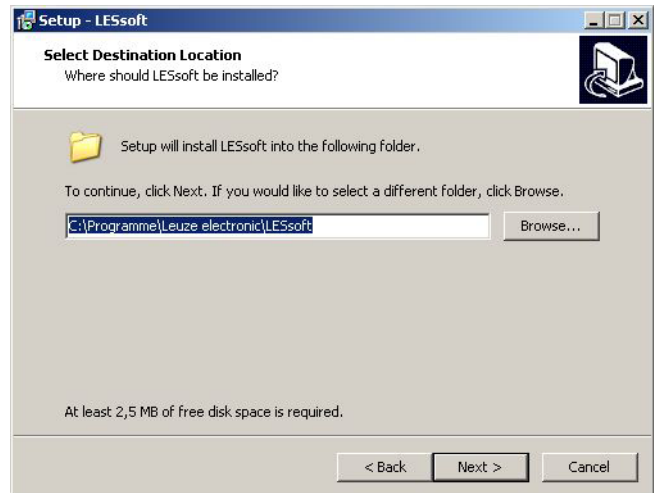 Setup - LESsoft
Select Destination Location
Where should LESsoft be installed?
Setup will install LESsoft into the following folder.
To continue, click Next. If you would like to select a different folder, click Browse.
C:\Programme\Leuze electronic\LESsoft
Browse...
At least 2,5 MB of free disk space is required.
< Back
Next >
Cancel